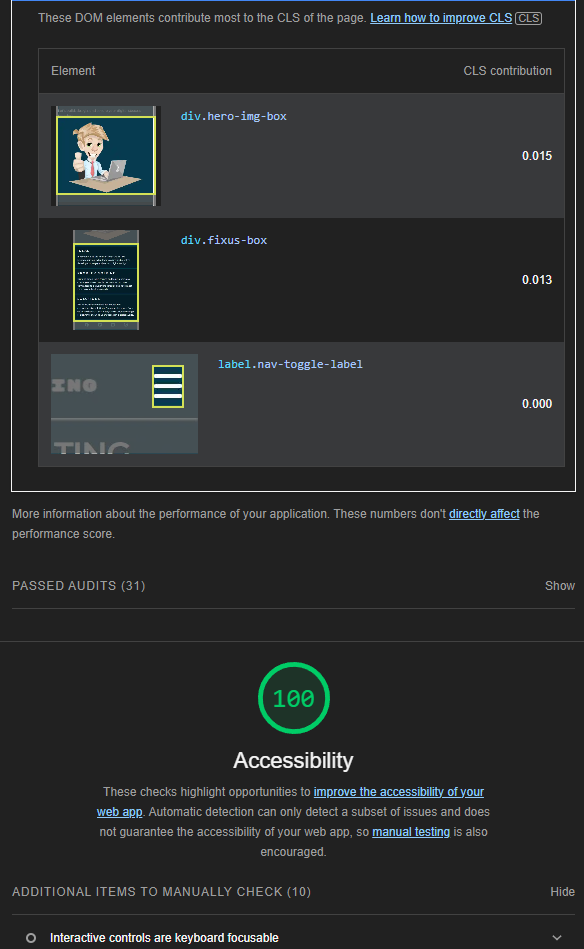 These DOM elements contribute most to the CLS of the page. Learn how to improve CLS CLS
Element CLS contribution
div.hero-img-box
0.015
div.fixus-box
0.013
label.nav-toggle-label
ING
0.000
TING
More information about the performance of your application. These numbers don't directly affect the
performance score.
PASSED AUDITS (31) Show
100
Accessibility
These checks highlight opportunities to improve the accessibility of your
web app. Automatic detection can only detect a subset of issues and does
not guarantee the accessibility of your web app, so manual testing is also
encouraged.
ADDITIONAL ITEMS TO MANUALLY CHECK (10) Hide
Interactive controls are keyboard focusable